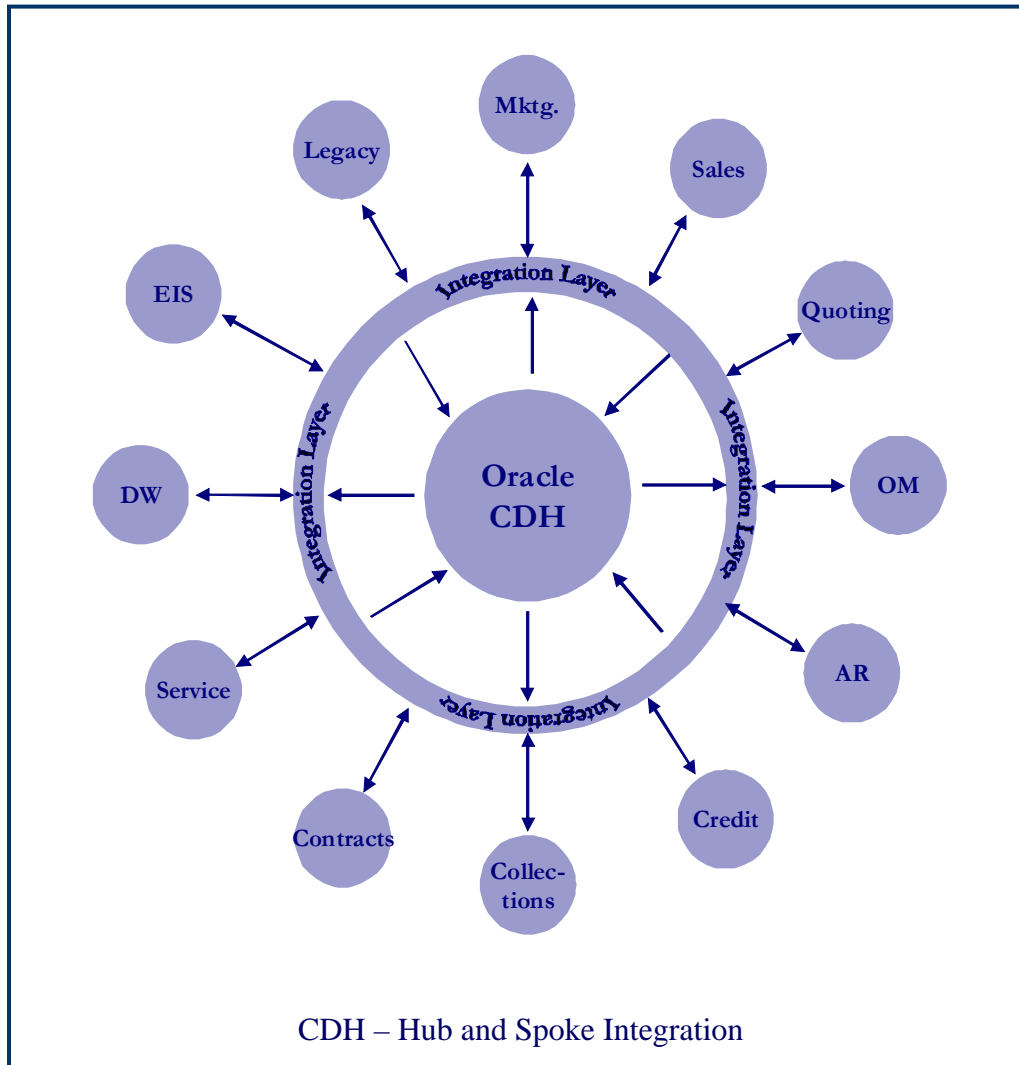 Mktg.
Legacy
Sales
EIS
Quoting
Integration Layer
Integration Layer
Integration Layer
Integration Layer
Oracle
CDH
DW
OM
Service
AR
Contracts
Credit
Collec-
tions
CDH – Hub and Spoke Integration